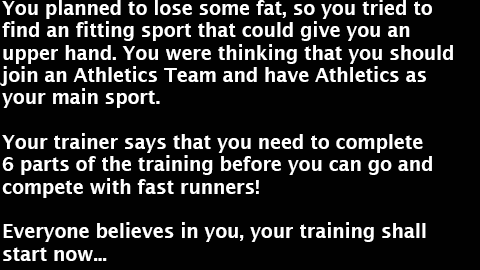 You planned to lose some fat, so you tried to
find an fitting sport that could give you an
upper hand. You were thinking that you should
join an Athletics Team and have Athletics as
your main sport.
Your trainer says that you need to complete
6 parts of the training before you can go and
compete with fast runners!
Everyone believes in you, your training shall
start now...